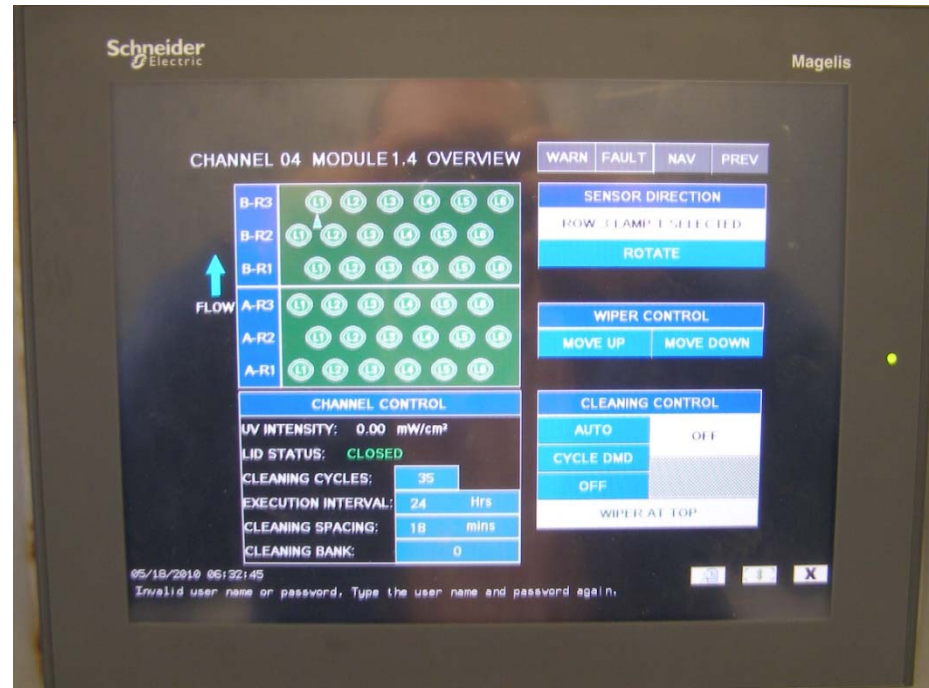 Schneider
Electric
Magelis
CHANNEL 04 MODULE 1.4 OVERVIEW
WARN FAULT NAV PREV
B-R3 L1 L2 L3 L4 L5 L6
B-R2 L1 L2 L3 L4 L5 L6
B-R1 L1 L2 L3 L4 L5 L6
FLOW
A-R3 L1 L2 L3 L4 L5 L6
A-R2 L1 L2 L3 L4 L5 L6
A-R1 L1 L2 L3 L4 L5 L6
SENSOR DIRECTION
ROW 3 LAMP 1 SELECTED
ROTATE
WIPER CONTROL
MOVE UP MOVE DOWN
CHANNEL CONTROL
UV INTENSITY: 0.00 mW/cm²
LID STATUS: CLOSED
CLEANING CYCLES: 35
EXECUTION INTERVAL: 24 Hrs
CLEANING SPACING: 18 mins
CLEANING BANK: 0
CLEANING CONTROL
AUTO OFF
CYCLE DMD
OFF
WIPER AT TOP
05/18/2010 06:32:45
X
Invalid user name or password, Type the user name and password again.